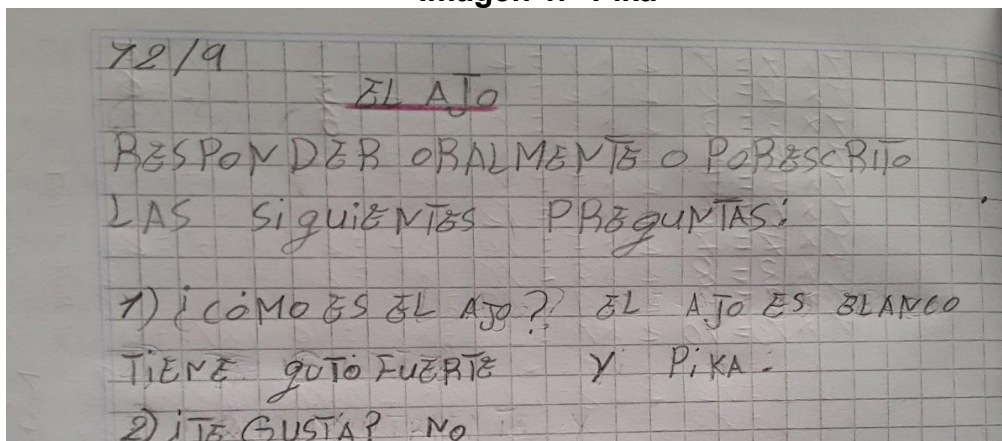 12/9
EL AJO
RESPONDER ORALMENTE O POR ESCRITO
LAS SiguiENTES PREguNTAS:
1) ¿CÓMO ES EL AJO? EL AJO ES BLANCO
TiENE guTO FUERTE Y PiKA.
2) ¿TE GUSTA? NO